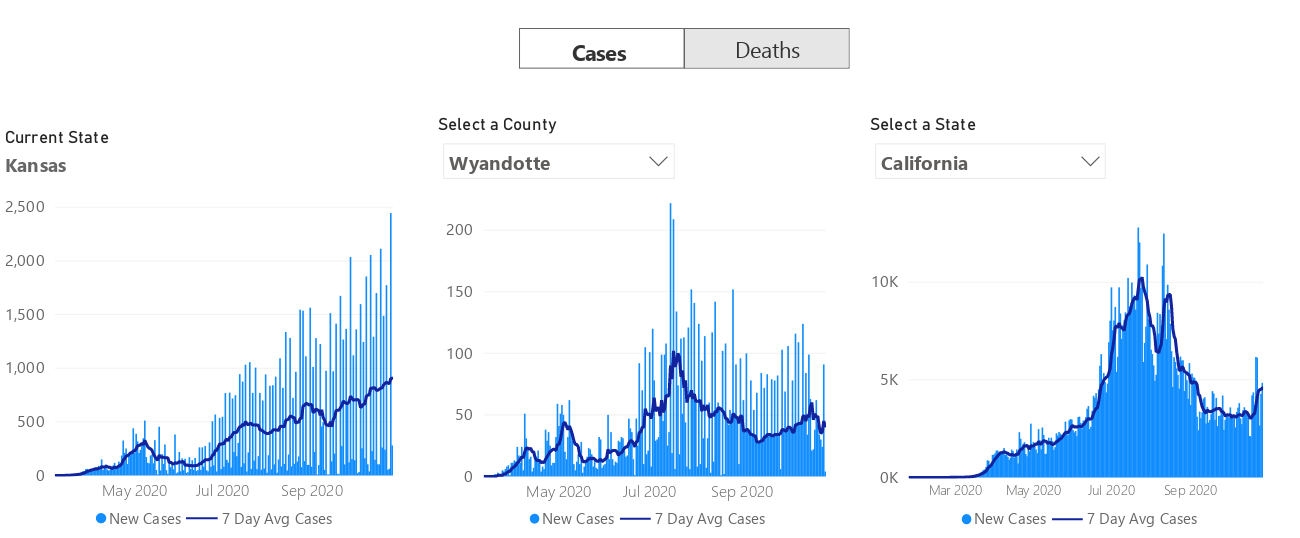 Cases
Deaths
Current State
Kansas
Select a County
Wyandotte
Select a State
California
2,500
2,000
1,500
1,000
500
0
May 2020
Jul 2020
Sep 2020
New Cases
7 Day Avg Cases
200
150
100
50
0
May 2020
Jul 2020
Sep 2020
New Cases
7 Day Avg Cases
10K
5K
0K
Mar 2020
May 2020
Jul 2020
Sep 2020
New Cases
7 Day Avg Cases